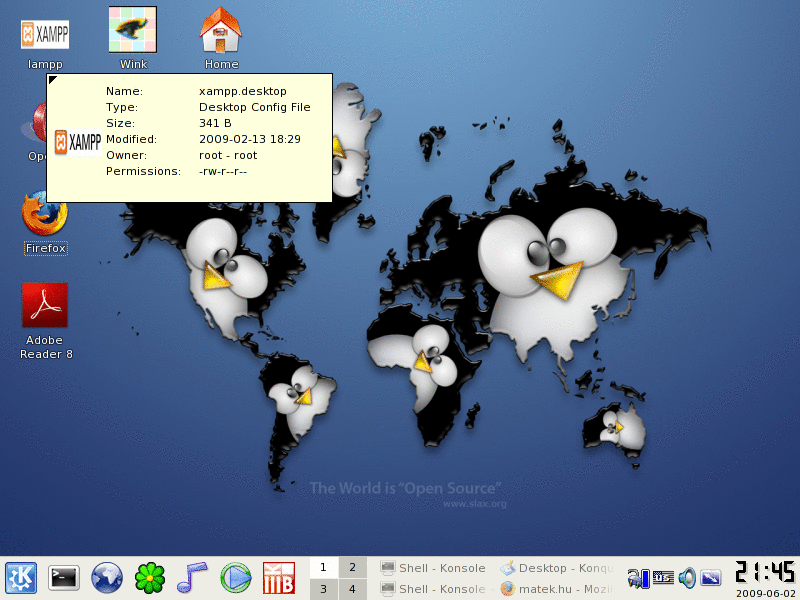 XAMPP
lampp
Wink
Home
Name: xampp.desktop
Type: Desktop Config File
Size: 341 B
XAMPP
Modified: 2009-02-13 18:29
Owner: root - root
Permissions: -rw-r--r--
Op
Firefox
Adobe
Reader 8
The World is "Open Source"
www.slax.org
1 2
3 4
Shell - Konsole
Desktop - Konqu
Shell - Konsole
matek.hu - Mozil
21:45
2009-06-02